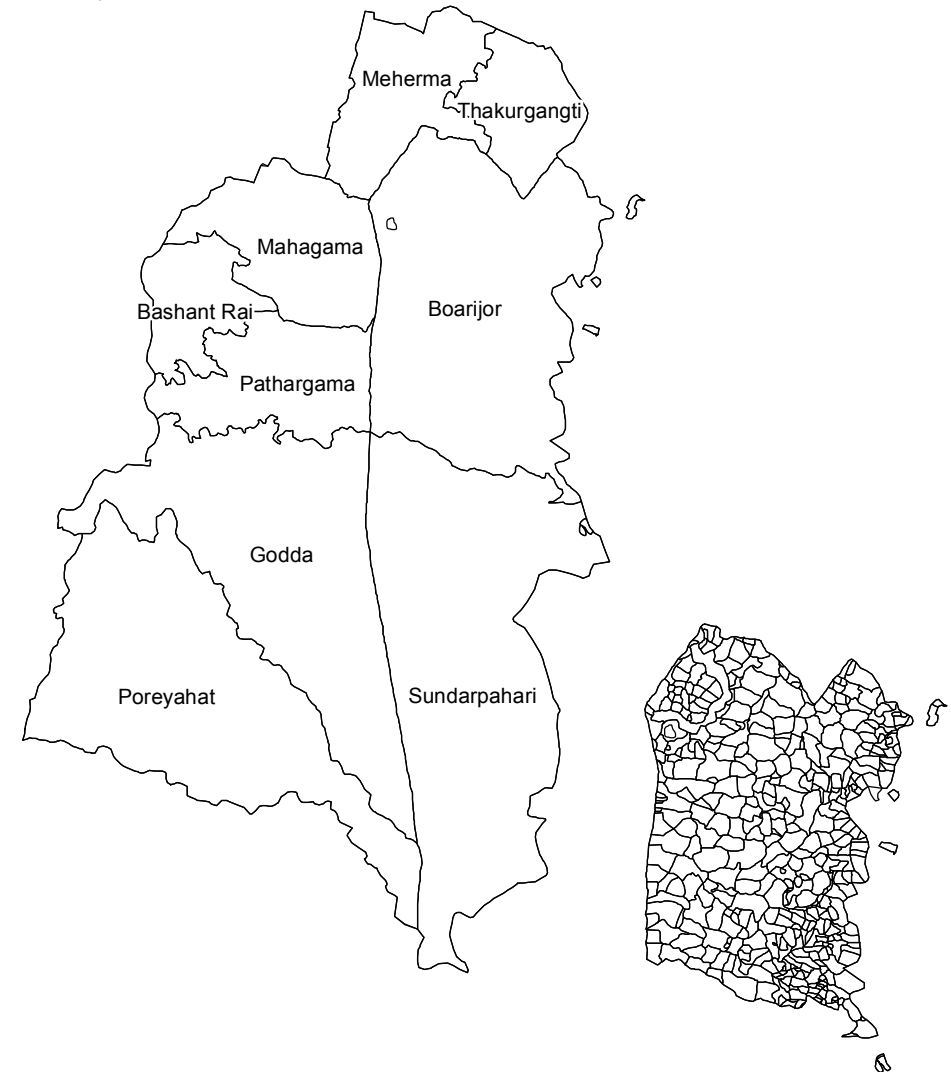 Meherma
Thakurgangti
Mahagama
Boarijor
Bashant Rai
Pathargama
Godda
Poreyahat
Sundarpahari